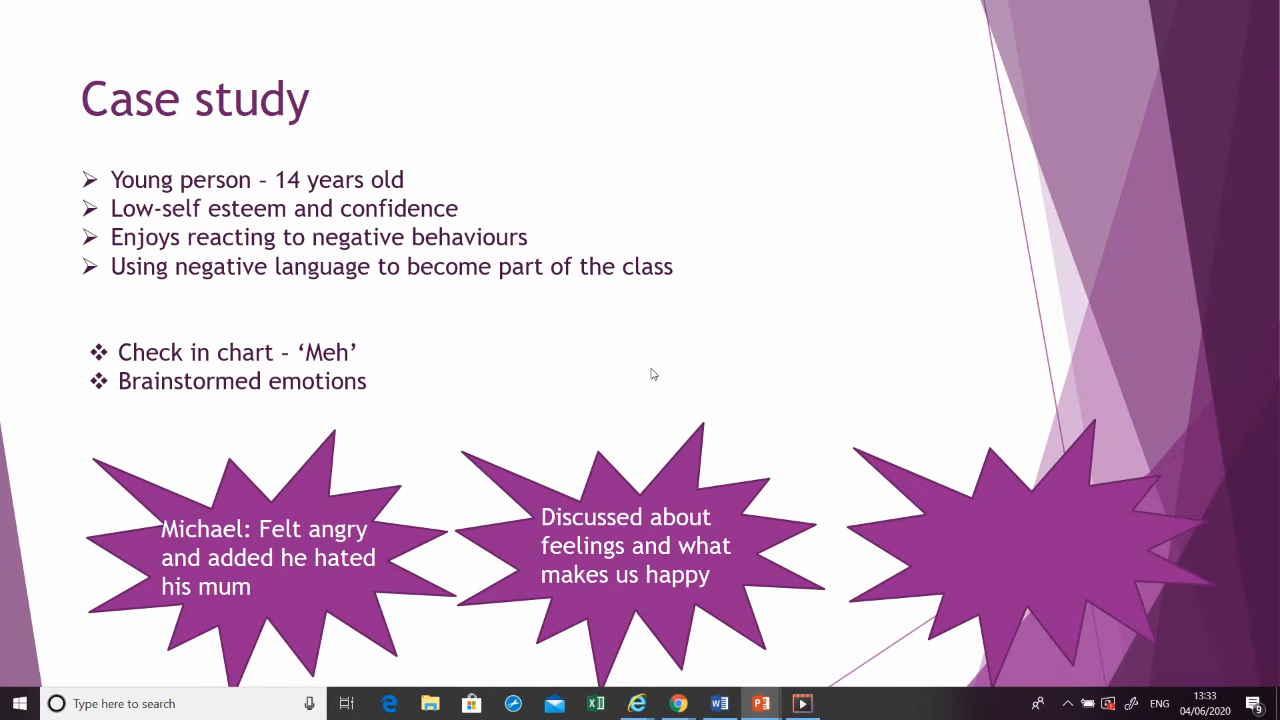 Case study
Young person – 14 years old
Low-self esteem and confidence
Enjoys reacting to negative behaviours
Using negative language to become part of the class
Check in chart – ‘Meh’
Brainstormed emotions
Michael: Felt angry
and added he hated
his mum
Discussed about
feelings and what
makes us happy
Type here to search
ENG
13:33
04/06/2020
9